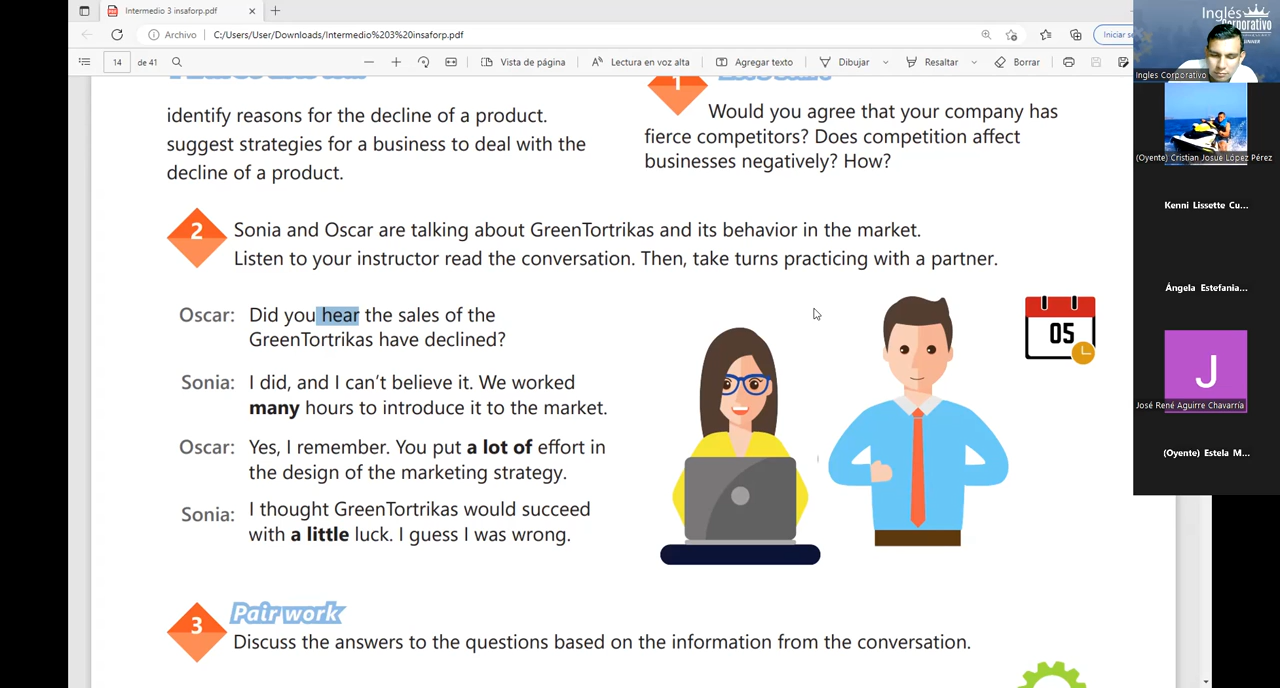 Intermedio 3 insaforp.pdf
Archivo
C:/Users/User/Downloads/Intermedio%203%20insaforp.pdf
Iniciar se
14 de 41
Vista de página
Lectura en voz alta
Agregar texto
Dibujar
Resaltar
Borrar
identify reasons for the decline of a product.
suggest strategies for a business to deal with the
decline of a product.
1
Would you agree that your company has
fierce competitors? Does competition affect
businesses negatively? How?
2
Sonia and Oscar are talking about GreenTortrikas and its behavior in the market.
Listen to your instructor read the conversation. Then, take turns practicing with a partner.
Oscar: Did you hear the sales of the
GreenTortrikas have declined?
Sonia: I did, and I can't believe it. We worked
many hours to introduce it to the market.
Oscar: Yes, I remember. You put a lot of effort in
the design of the marketing strategy.
Sonia: I thought GreenTortrikas would succeed
with a little luck. I guess I was wrong.
05
3
Pair work
Discuss the answers to the questions based on the information from the conversation.
Inglés
Corporativo
Ingles Corporativo
(Oyente) Cristian Josue López Pérez
Kenni Lissette Cu...
Ángela Estefania...
J
José René Aguirre Chavarría
(Oyente) Estela M...